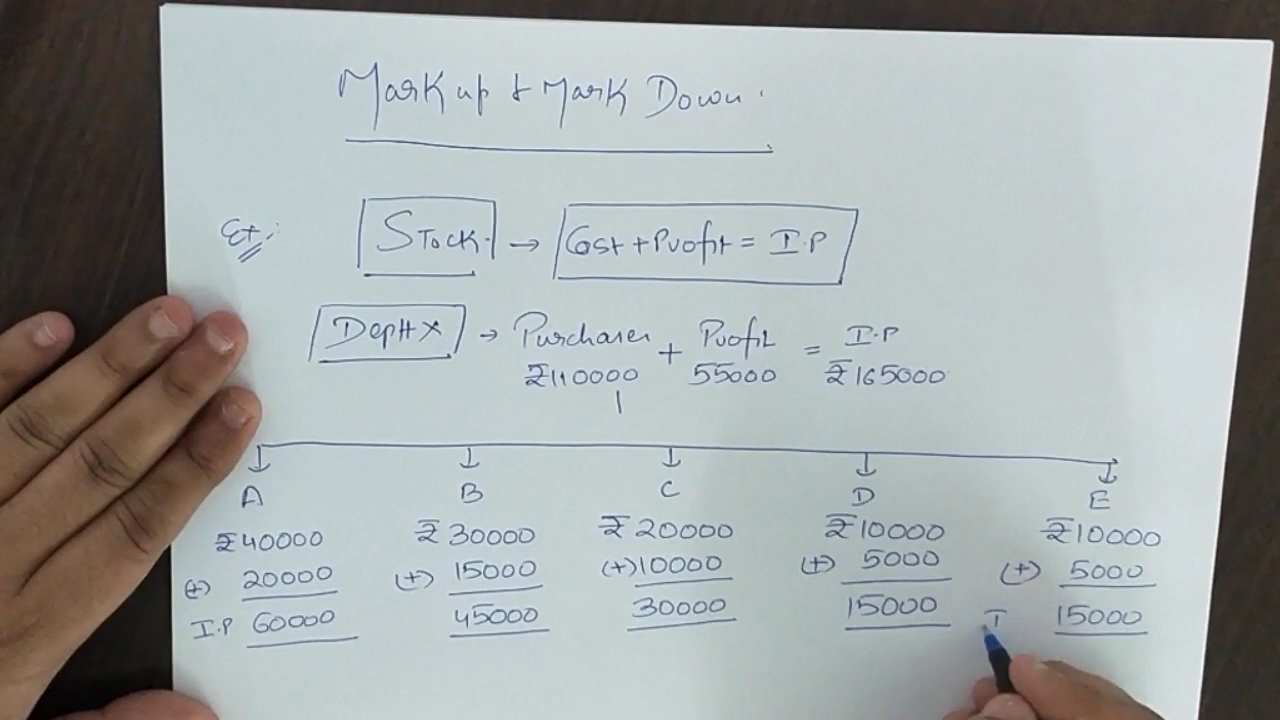 Mark up & Mark Down.
Ex:- Stock. → Cost + Profit = I.P
Dept X → Purchases + Profit = I.P
₹110000 55000 ₹165000
A B C D E
₹40000 ₹30000 ₹20000 ₹10000 ₹10000
(+) 20000 (+) 15000 (+) 10000 (+) 5000 (+) 5000
I.P 60000 45000 30000 15000 I 15000